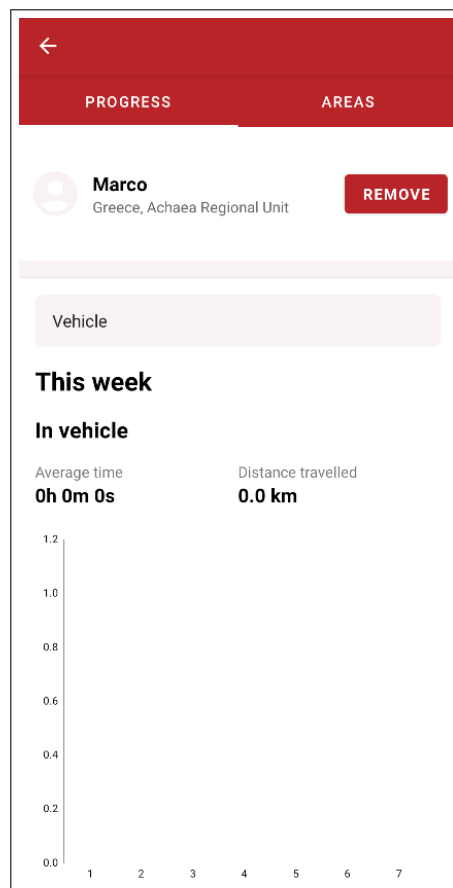 PROGRESS AREAS
Marco
Greece, Achaea Regional Unit
REMOVE
Vehicle
This week
In vehicle
Average time Distance travelled
0h 0m 0s 0.0 km
1.2
1.0
0.8
0.6
0.4
0.2
0.0
1 2 3 4 5 6 7